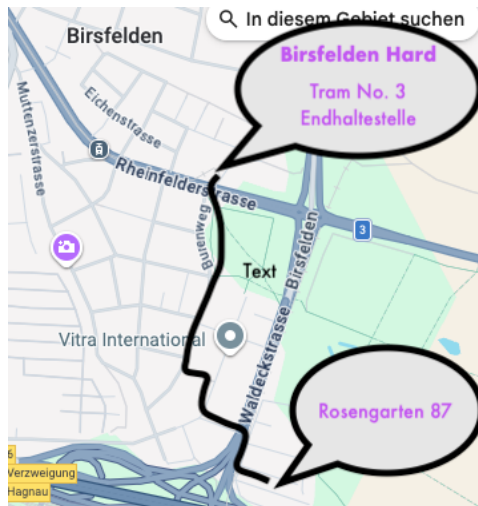 In diesem Gebiet suchen
Birsfelden
Birsfelden Hard
Tram No. 3
Endhaltestelle
Eichenstrasse
Muttenzerstrasse
Rheinfelderstrasse
3
Burenweg
Text
Waldeckstrasse - Birsfelden
Vitra International
Rosengarten 87
6
Verzweigung
Hagnau